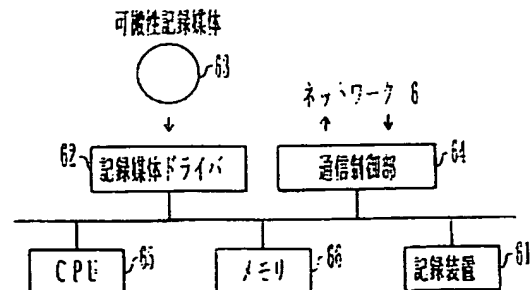 可搬性記録媒体
63
ネットワーク 6
62
記録媒体ドライバ
通信制御部
64
CPU
65
メモリ
66
記録装置
61